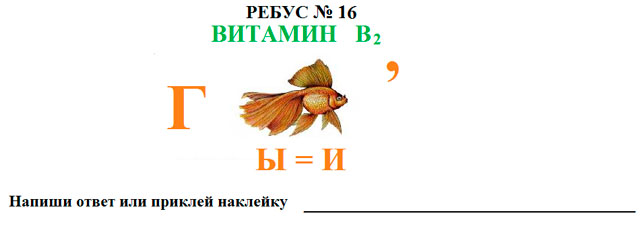 РЕБУС № 16
ВИТАМИН В₂
Г ,
Ы = И
Напиши ответ или приклей наклейку